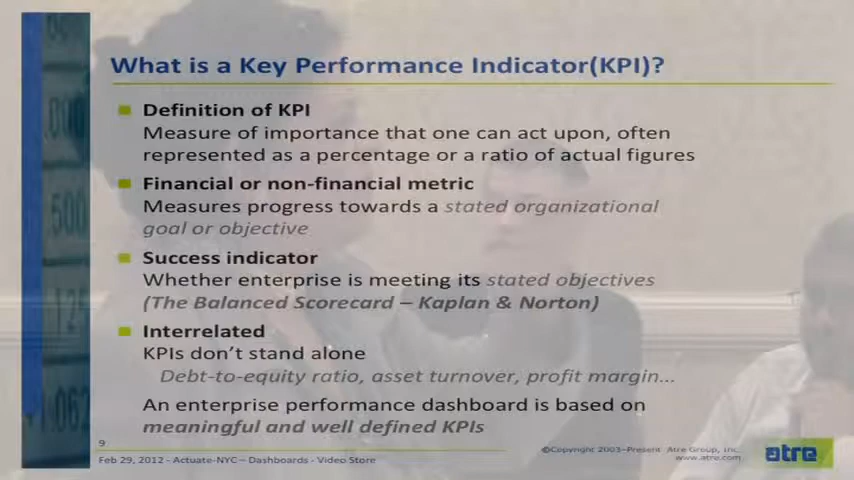 What is a Key Performance Indicator(KPI)?
Definition of KPI
Measure of importance that one can act upon, often
represented as a percentage or a ratio of actual figures
Financial or non-financial metric
Measures progress towards a stated organizational
goal or objective
Success indicator
Whether enterprise is meeting its stated objectives
(The Balanced Scorecard – Kaplan & Norton)
Interrelated
KPIs don't stand alone
Debt-to-equity ratio, asset turnover, profit margin...
An enterprise performance dashboard is based on
meaningful and well defined KPIs
9
Feb 29, 2012 - Actuate-NYC – Dashboards - Video Store
©Copyright 2003–Present Atre Group, Inc.
www.atre.com
atre
500